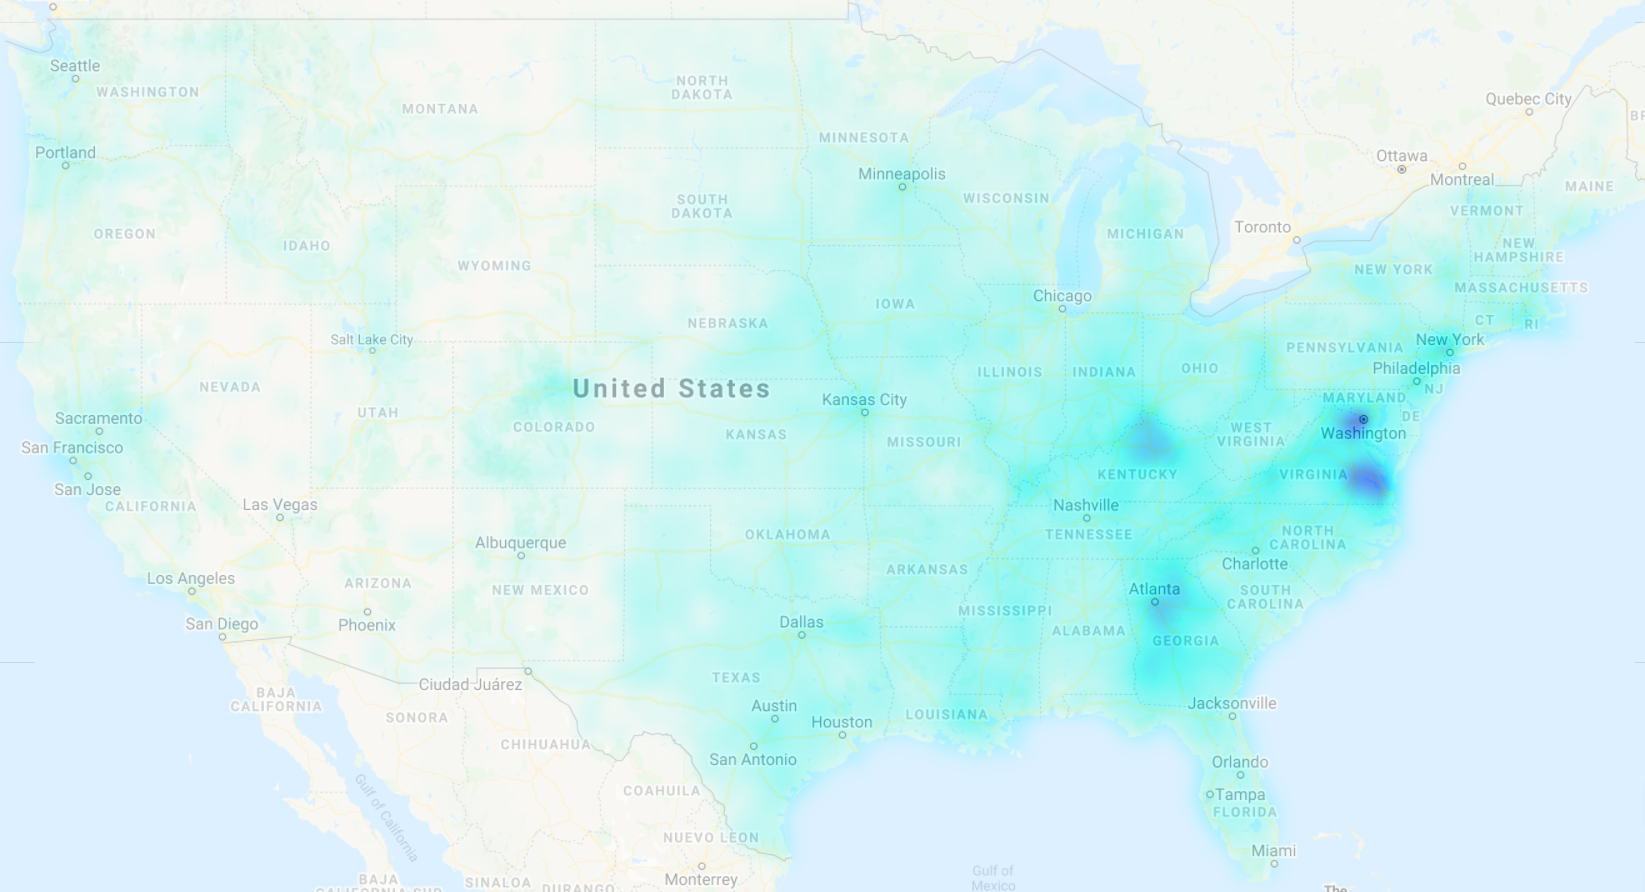 Quebec City
Seattle
WASHINGTON
NORTH
DAKOTA
MONTANA
MINNESOTA
Ottawa
Montreal
Portland
Minneapolis
MAINE
SOUTH
DAKOTA
WISCONSIN
VERMONT
OREGON
IDAHO
MICHIGAN
Toronto
NEW
HAMPSHIRE
WYOMING
NEW YORK
MASSACHUSETTS
Chicago
IOWA
CT
RI
NEBRASKA
Salt Lake City
PENNSYLVANIA
New York
ILLINOIS
INDIANA
OHIO
Philadelphia
NEVADA
United States
NJ
UTAH
Kansas City
MARYLAND
DE
Sacramento
COLORADO
KANSAS
MISSOURI
WEST
VIRGINIA
Washington
San Francisco
KENTUCKY
VIRGINIA
San Jose
CALIFORNIA
Las Vegas
Nashville
Albuquerque
OKLAHOMA
TENNESSEE
NORTH
CAROLINA
Charlotte
Los Angeles
ARIZONA
NEW MEXICO
ARKANSAS
Atlanta
SOUTH
CAROLINA
San Diego
Phoenix
Dallas
MISSISSIPPI
ALABAMA
GEORGIA
Ciudad Juárez
TEXAS
BAJA
CALIFORNIA
SONORA
Austin
Houston
LOUISIANA
Jacksonville
CHIHUAHUA
San Antonio
Orlando
Gulf of California
COAHUILA
Tampa
FLORIDA
NUEVO LEON
Miami
Monterrey
Gulf of
Mexico
BAJA
CALIFORNIA SUR
SINALOA
DURANGO
The